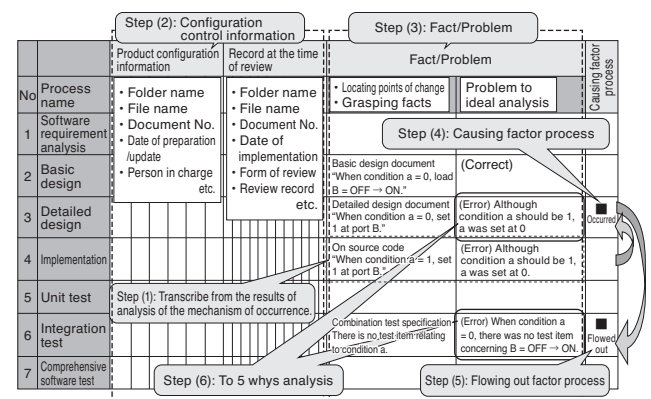 Step (2): Configuration
control information
Step (3): Fact/Problem
Product configuration
information
Record at the time
of review
Fact/Problem
Causing factor
process
No
Process
name
• Folder name
• File name
• Document No.
• Date of preparation
/update
• Person in charge
etc.
• Folder name
• File name
• Document No.
• Date of
implementation
• Form of review
• Review record
etc.
• Locating points of change
• Grasping facts
Problem to
ideal analysis
1
Software
requirement
analysis
Step (4): Causing factor process
2
Basic
design
Basic design document
"When condition a = 0, load
B = OFF → ON."
(Correct)
3
Detailed
design
Detailed design document
"When condition a = 0, set
1 at port B."
(Error) Although
condition a should be 1,
a was set at 0
Occurred
4
Implementation
On source code
"When condition a = 1, set
1 at port B."
(Error) Although
condition a should be 1,
a was set at 0.
5
Unit test
Step (1): Transcribe from the results of
analysis of the mechanism of occurrence.
6
Integration
test
Combination test specification
There is no test item relating
to condition a.
(Error) When condition a
= 0, there was no test item
concerning B = OFF → ON.
Flowed
out
7
Comprehensive
software test
Step (6): To 5 whys analysis
Step (5): Flowing out factor process